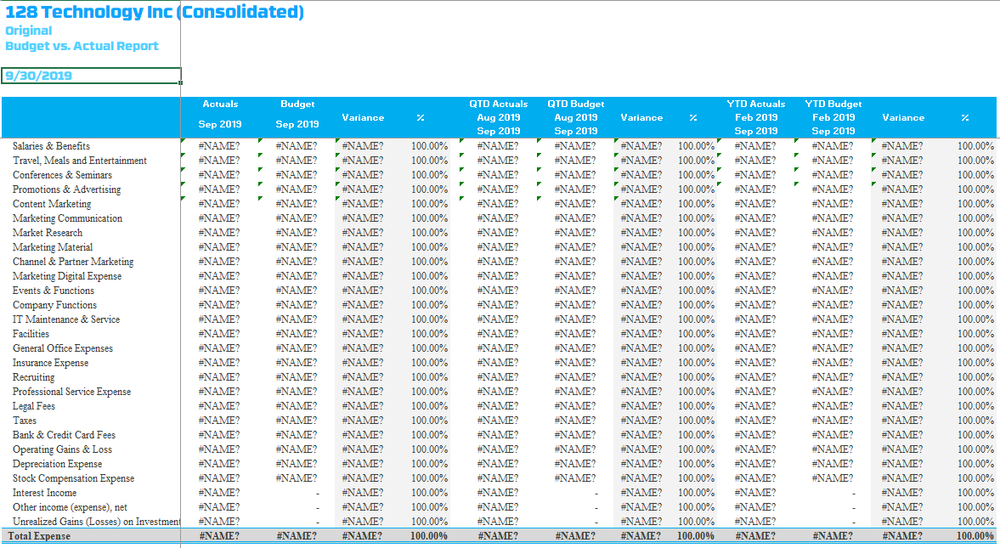 128 Technology Inc (Consolidated)
Original
Budget vs. Actual Report
9/30/2019
Actuals Budget QTD Actuals QTD Budget YTD Actuals YTD Budget
Variance % Aug 2019 Aug 2019 Variance % Feb 2019 Feb 2019 Variance %
Sep 2019 Sep 2019 Sep 2019 Sep 2019 Sep 2019 Sep 2019
Salaries & Benefits #NAME? #NAME? #NAME? 100.00% #NAME? #NAME? #NAME? 100.00% #NAME? #NAME? #NAME? 100.00%
Travel, Meals and Entertainment #NAME? #NAME? #NAME? 100.00% #NAME? #NAME? #NAME? 100.00% #NAME? #NAME? #NAME? 100.00%
Conferences & Seminars #NAME? #NAME? #NAME? 100.00% #NAME? #NAME? #NAME? 100.00% #NAME? #NAME? #NAME? 100.00%
Promotions & Advertising #NAME? #NAME? #NAME? 100.00% #NAME? #NAME? #NAME? 100.00% #NAME? #NAME? #NAME? 100.00%
Content Marketing #NAME? #NAME? #NAME? 100.00% #NAME? #NAME? #NAME? 100.00% #NAME? #NAME? #NAME? 100.00%
Marketing Communication #NAME? #NAME? #NAME? 100.00% #NAME? #NAME? #NAME? 100.00% #NAME? #NAME? #NAME? 100.00%
Market Research #NAME? #NAME? #NAME? 100.00% #NAME? #NAME? #NAME? 100.00% #NAME? #NAME? #NAME? 100.00%
Marketing Material #NAME? #NAME? #NAME? 100.00% #NAME? #NAME? #NAME? 100.00% #NAME? #NAME? #NAME? 100.00%
Channel & Partner Marketing #NAME? #NAME? #NAME? 100.00% #NAME? #NAME? #NAME? 100.00% #NAME? #NAME? #NAME? 100.00%
Marketing Digital Expense #NAME? #NAME? #NAME? 100.00% #NAME? #NAME? #NAME? 100.00% #NAME? #NAME? #NAME? 100.00%
Events & Functions #NAME? #NAME? #NAME? 100.00% #NAME? #NAME? #NAME? 100.00% #NAME? #NAME? #NAME? 100.00%
Company Functions #NAME? #NAME? #NAME? 100.00% #NAME? #NAME? #NAME? 100.00% #NAME? #NAME? #NAME? 100.00%
IT Maintenance & Service #NAME? #NAME? #NAME? 100.00% #NAME? #NAME? #NAME? 100.00% #NAME? #NAME? #NAME? 100.00%
Facilities #NAME? #NAME? #NAME? 100.00% #NAME? #NAME? #NAME? 100.00% #NAME? #NAME? #NAME? 100.00%
General Office Expenses #NAME? #NAME? #NAME? 100.00% #NAME? #NAME? #NAME? 100.00% #NAME? #NAME? #NAME? 100.00%
Insurance Expense #NAME? #NAME? #NAME? 100.00% #NAME? #NAME? #NAME? 100.00% #NAME? #NAME? #NAME? 100.00%
Recruiting #NAME? #NAME? #NAME? 100.00% #NAME? #NAME? #NAME? 100.00% #NAME? #NAME? #NAME? 100.00%
Professional Service Expense #NAME? #NAME? #NAME? 100.00% #NAME? #NAME? #NAME? 100.00% #NAME? #NAME? #NAME? 100.00%
Legal Fees #NAME? #NAME? #NAME? 100.00% #NAME? #NAME? #NAME? 100.00% #NAME? #NAME? #NAME? 100.00%
Taxes #NAME? #NAME? #NAME? 100.00% #NAME? #NAME? #NAME? 100.00% #NAME? #NAME? #NAME? 100.00%
Bank & Credit Card Fees #NAME? #NAME? #NAME? 100.00% #NAME? #NAME? #NAME? 100.00% #NAME? #NAME? #NAME? 100.00%
Operating Gains & Loss #NAME? #NAME? #NAME? 100.00% #NAME? #NAME? #NAME? 100.00% #NAME? #NAME? #NAME? 100.00%
Depreciation Expense #NAME? #NAME? #NAME? 100.00% #NAME? #NAME? #NAME? 100.00% #NAME? #NAME? #NAME? 100.00%
Stock Compensation Expense #NAME? #NAME? #NAME? 100.00% #NAME? #NAME? #NAME? 100.00% #NAME? #NAME? #NAME? 100.00%
Interest Income #NAME? - #NAME? 100.00% #NAME? - #NAME? 100.00% #NAME? - #NAME? 100.00%
Other income (expense), net #NAME? - #NAME? 100.00% #NAME? - #NAME? 100.00% #NAME? - #NAME? 100.00%
Unrealized Gains (Losses) on Investment #NAME? - #NAME? 100.00% #NAME? - #NAME? 100.00% #NAME? - #NAME? 100.00%
Total Expense #NAME? #NAME? #NAME? 100.00% #NAME? #NAME? #NAME? 100.00% #NAME? #NAME? #NAME? 100.00%